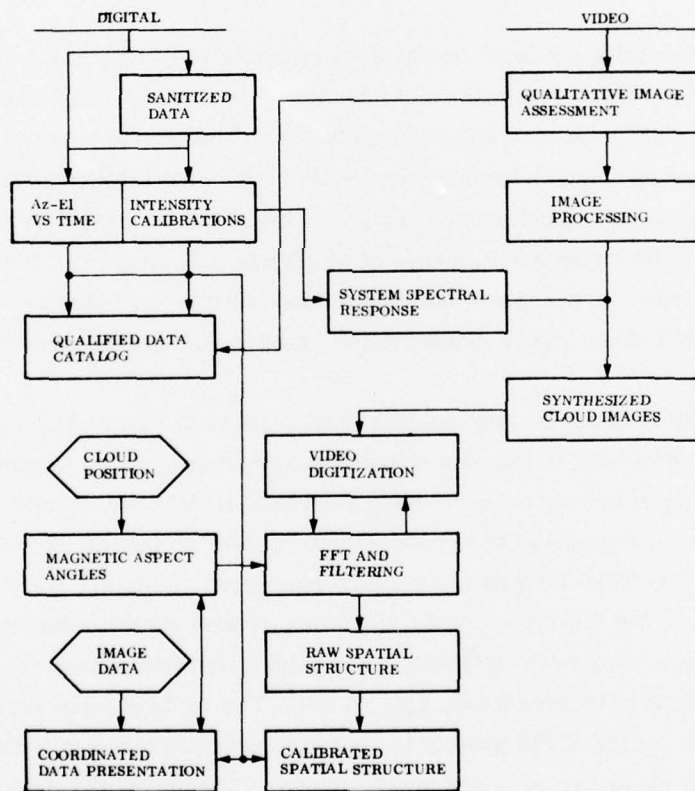 DIGITAL
VIDEO
SANITIZED
DATA
QUALITATIVE IMAGE
ASSESSMENT
Az-El
VS TIME
INTENSITY
CALIBRATIONS
IMAGE
PROCESSING
SYSTEM SPECTRAL
RESPONSE
QUALIFIED DATA
CATALOG
SYNTHESIZED
CLOUD IMAGES
CLOUD
POSITION
VIDEO
DIGITIZATION
MAGNETIC ASPECT
ANGLES
FFT AND
FILTERING
IMAGE
DATA
RAW SPATIAL
STRUCTURE
COORDINATED
DATA PRESENTATION
CALIBRATED
SPATIAL STRUCTURE